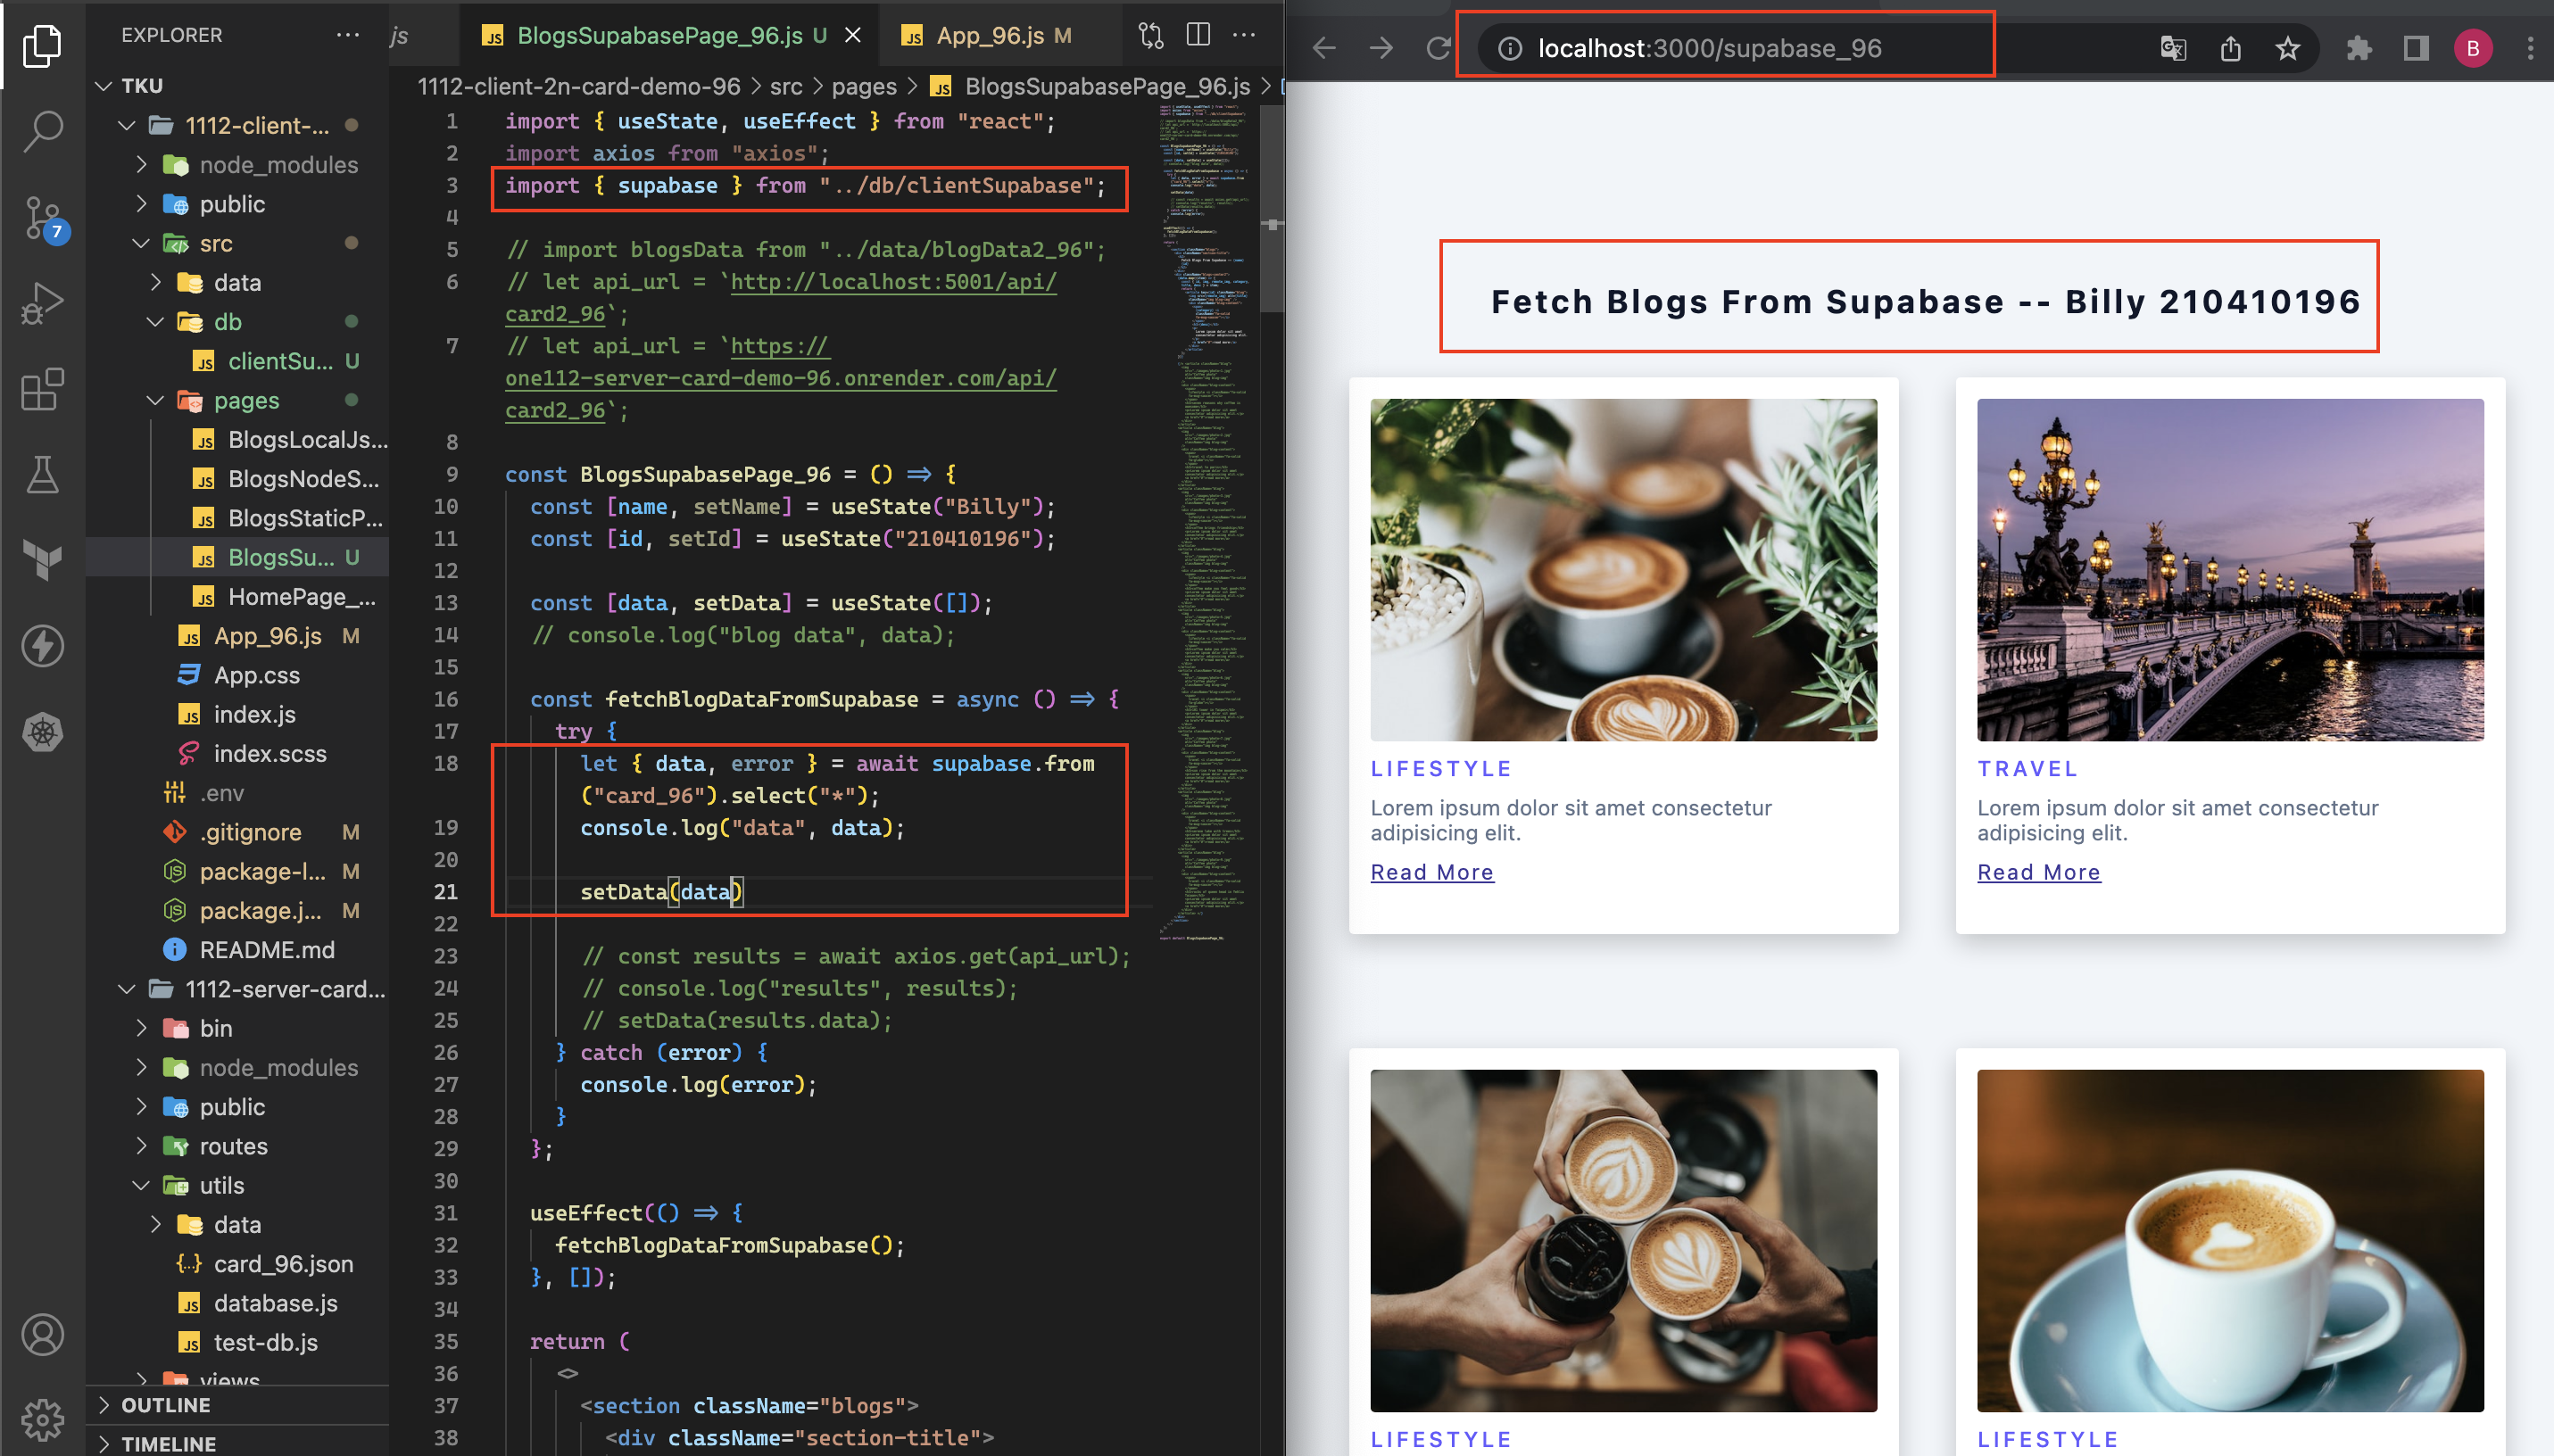 EXPLORER
TKU
1112-client-...
node_modules
public
src
data
db
clientSu... U
pages
BlogsLocalJs...
BlogsNodeS...
BlogsStaticP...
BlogsSu... U
HomePage_...
App_96.js M
App.css
index.js
index.scss
.env
.gitignore M
package-l... M
package.j... M
README.md
1112-server-card...
bin
node_modules
public
routes
utils
data
card_96.json
database.js
test-db.js
views
OUTLINE
TIMELINE
7
js
BlogsSupabasePage_96.js U
App_96.js M
1112-client-2n-card-demo-96 > src > pages > BlogsSupabasePage_96.js >
1 import { useState, useEffect } from "react";
2 import axios from "axios";
3 import { supabase } from "../db/clientSupabase";
4
5 // import blogsData from "../data/blogData2_96";
6 // let api_url = `http://localhost:5001/api/
card2_96`;
7 // let api_url = `https://
one112-server-card-demo-96.onrender.com/api/
card2_96`;
8
9 const BlogsSupabasePage_96 = () => {
10 const [name, setName] = useState("Billy");
11 const [id, setId] = useState("210410196");
12
13 const [data, setData] = useState([]);
14 // console.log("blog data", data);
15
16 const fetchBlogDataFromSupabase = async () => {
17 try {
18 let { data, error } = await supabase.from
("card_96").select("*");
19 console.log("data", data);
20
21 setData(data)
22
23 // const results = await axios.get(api_url);
24 // console.log("results", results);
25 // setData(results.data);
26 } catch (error) {
27 console.log(error);
28 }
29 };
30
31 useEffect(() => {
32 fetchBlogDataFromSupabase();
33 }, []);
34
35 return (
36 <>
37 <section className="blogs">
38 <div className="section-title">
localhost:3000/supabase_96
B
Fetch Blogs From Supabase -- Billy 210410196
LIFESTYLE
Lorem ipsum dolor sit amet consectetur
adipisicing elit.
Read More
TRAVEL
Lorem ipsum dolor sit amet consectetur
adipisicing elit.
Read More
LIFESTYLE
LIFESTYLE